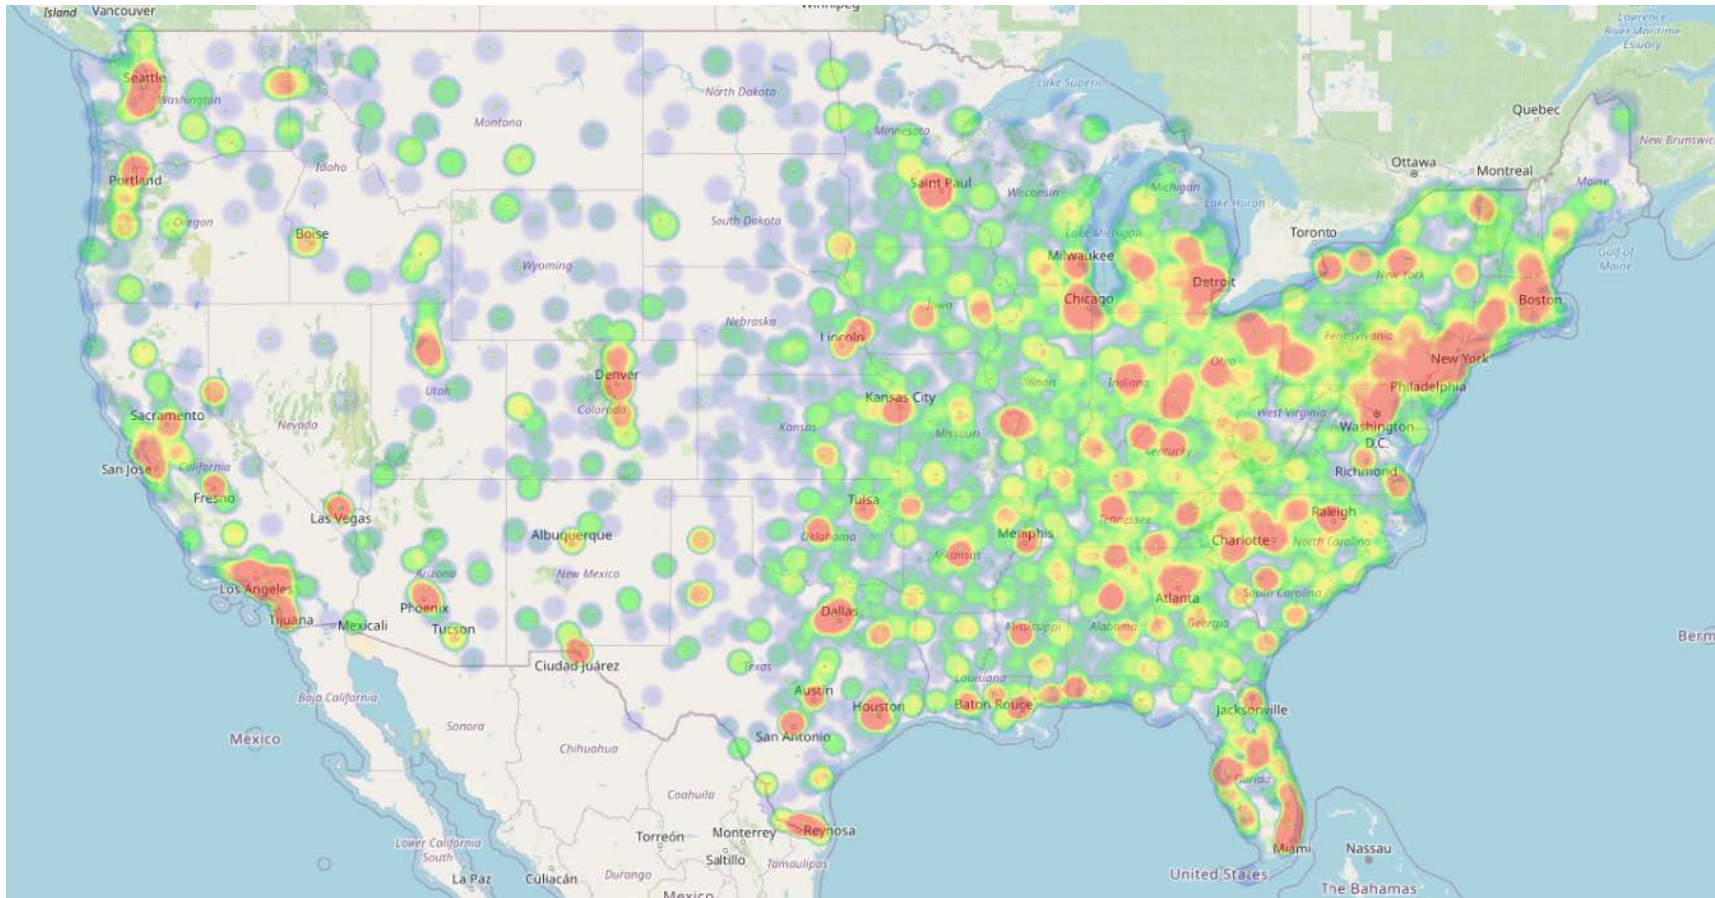 Island
Vancouver
Lawrence
River Maritime
Estuary
Seattle
Washington
North Dakota
Lake Superior
Quebec
Montana
Minnesota
New Brunswick
Idaho
Ottawa
Montreal
Portland
Saint Paul
Wisconsin
Michigan
Maine
Lake Huron
Oregon
South Dakota
Boise
Lake Michigan
Toronto
Gulf of
Maine
Wyoming
Milwaukee
New York
Detroit
Chicago
Boston
Iowa
Nebraska
Lincoln
Pennsylvania
Ohio
New York
Denver
Utah
Illinois
Indiana
Philadelphia
Colorado
Kansas City
Sacramento
West Virginia
Nevada
Kansas
Missouri
Washington
D.C.
San Jose
California
Kentucky
Richmond
Fresno
Tulsa
Las Vegas
Tennessee
Raleigh
Albuquerque
Oklahoma
Memphis
Charlotte
North Carolina
Arkansas
Arizona
New Mexico
Los Angeles
Phoenix
Atlanta
South Carolina
Dallas
Tijuana
Mexicali
Tucson
Mississippi
Alabama
Georgia
Berm
Ciudad Juárez
Texas
Louisiana
Baja California
Austin
Houston
Baton Rouge
Jacksonville
Sonora
Mexico
San Antonio
Chihuahua
Florida
Coahuila
Torreón
Monterrey
Reynosa
Lower California
South
Saltillo
Tamaulipas
Miami
Nassau
La Paz
Culiacán
Durango
United States
The Bahamas
Mexico